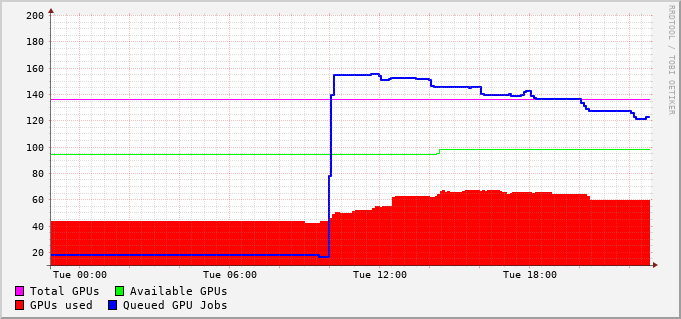 200
180
160
140
120
100
80
60
40
20
Tue 00:00 Tue 06:00 Tue 12:00 Tue 18:00
Total GPUs Available GPUs
GPUs used Queued GPU Jobs
RRDTOOL / TOBI OETIKER